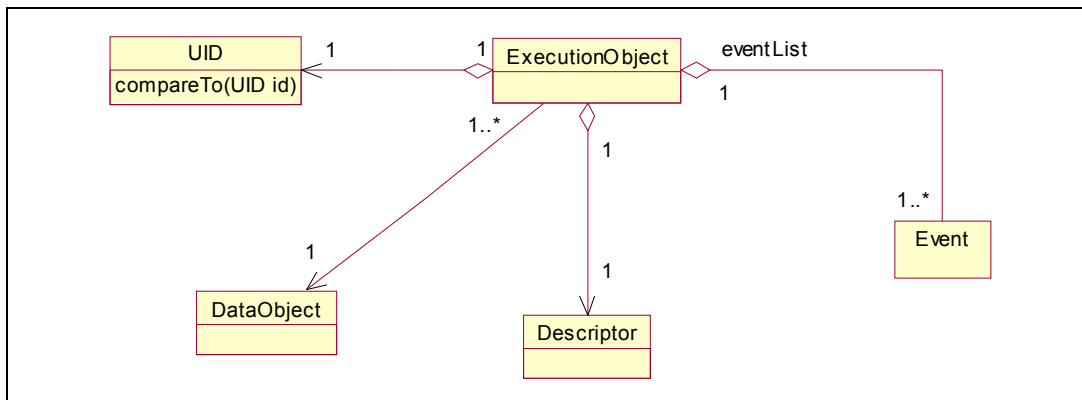 UID
compareTo(UID id)
1
1
ExecutionObject
eventList
1
1..*
1
1..*
Event
1
1
DataObject
Descriptor